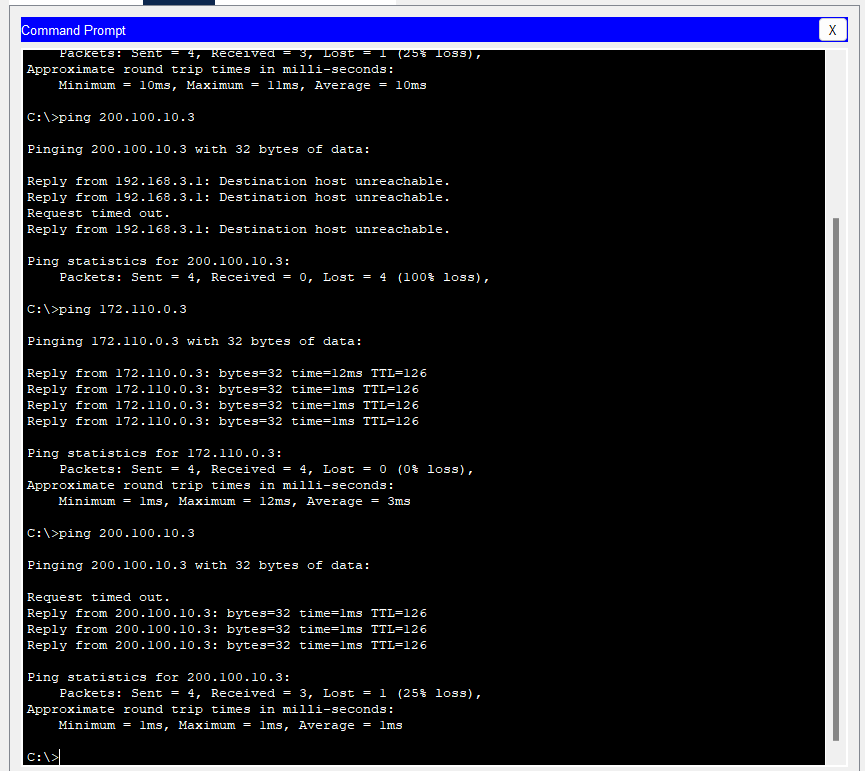 Command Prompt
X
Packets: Sent = 4, Received = 3, Lost = 1 (25% loss),
Approximate round trip times in milli-seconds:
Minimum = 10ms, Maximum = 11ms, Average = 10ms
C:\>ping 200.100.10.3
Pinging 200.100.10.3 with 32 bytes of data:
Reply from 192.168.3.1: Destination host unreachable.
Reply from 192.168.3.1: Destination host unreachable.
Request timed out.
Reply from 192.168.3.1: Destination host unreachable.
Ping statistics for 200.100.10.3:
Packets: Sent = 4, Received = 0, Lost = 4 (100% loss),
C:\>ping 172.110.0.3
Pinging 172.110.0.3 with 32 bytes of data:
Reply from 172.110.0.3: bytes=32 time=12ms TTL=126
Reply from 172.110.0.3: bytes=32 time=1ms TTL=126
Reply from 172.110.0.3: bytes=32 time=1ms TTL=126
Reply from 172.110.0.3: bytes=32 time=1ms TTL=126
Ping statistics for 172.110.0.3:
Packets: Sent = 4, Received = 4, Lost = 0 (0% loss),
Approximate round trip times in milli-seconds:
Minimum = 1ms, Maximum = 12ms, Average = 3ms
C:\>ping 200.100.10.3
Pinging 200.100.10.3 with 32 bytes of data:
Request timed out.
Reply from 200.100.10.3: bytes=32 time=1ms TTL=126
Reply from 200.100.10.3: bytes=32 time=1ms TTL=126
Reply from 200.100.10.3: bytes=32 time=1ms TTL=126
Ping statistics for 200.100.10.3:
Packets: Sent = 4, Received = 3, Lost = 1 (25% loss),
Approximate round trip times in milli-seconds:
Minimum = 1ms, Maximum = 1ms, Average = 1ms
C:\>